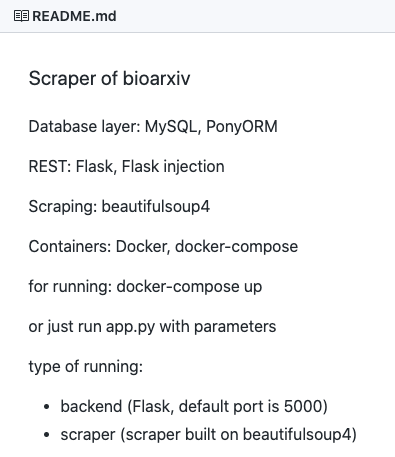 README.md
Scraper of bioarxiv
Database layer: MySQL, PonyORM
REST: Flask, Flask injection
Scraping: beautifulsoup4
Containers: Docker, docker-compose
for running: docker-compose up
or just run app.py with parameters
type of running:
• backend (Flask, default port is 5000)
• scraper (scraper built on beautifulsoup4)